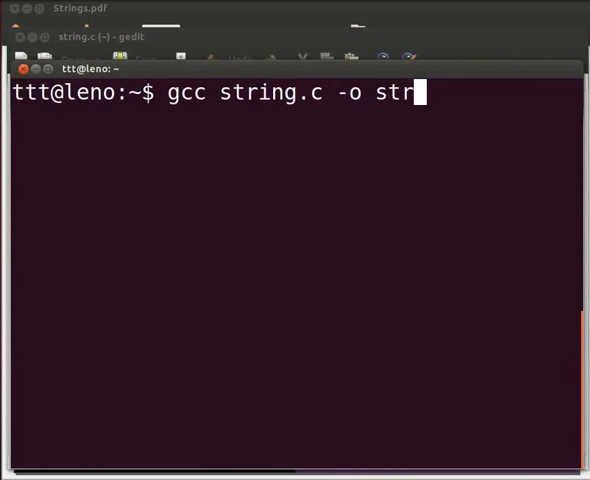 Strings.pdf
string.c (~) - gedit
ttt@leno: ~
ttt@leno:~$ gcc string.c -o str